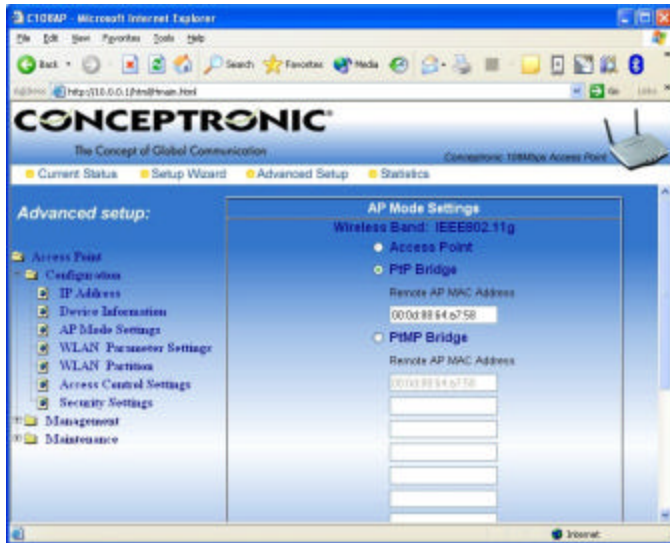 C108AP - Microsoft Internet Explorer
File Edit View Favorites Tools Help
Back Search Favorites Media
Address http://10.0.0.1/html/Hmain.html Go Links
CONCEPTRONIC
The Concept of Global Communication
Conceptronic 108Mbps Access Point
Current Status Setup Wizard Advanced Setup Statistics
Advanced setup:
Access Point
Configuration
IP Address
Device Information
AP Mode Settings
WLAN Parameter Settings
WLAN Partition
Access Control Settings
Security Settings
Management
Maintenance
AP Mode Settings
Wireless Band: IEEE802.11g
Access Point
PtP Bridge
Remote AP MAC Address
00:0d:88:64:a7:58
PtMP Bridge
Remote AP MAC Address
00:0d:88:64:a7:58
Internet